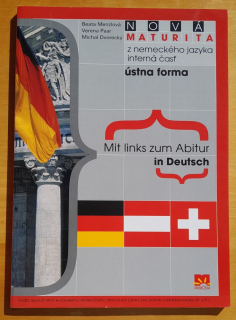 Beata Menzlová
Verena Paar
Michal Dvorecký
NOVÁ
MATURITA
z nemeckého jazyka
interná časť
ústna forma
Mit links zum Abitur
in Deutsch